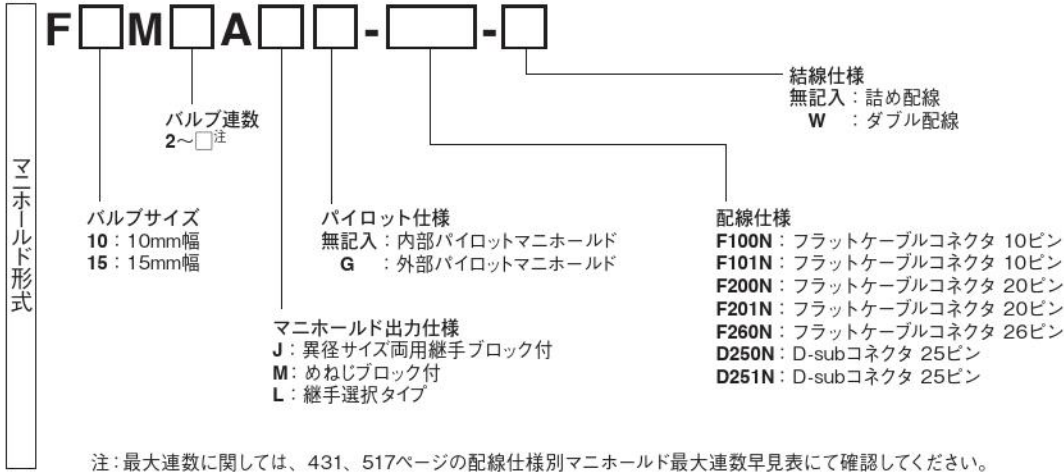 マニホールド形式
F□M□A□□-□-□
結線仕様
無記入：詰め配線
W ：ダブル配線
バルブ連数
2～□注
バルブサイズ
10：10mm幅
15：15mm幅
パイロット仕様
無記入：内部パイロットマニホールド
G ：外部パイロットマニホールド
配線仕様
F100N：フラットケーブルコネクタ 10ピン
F101N：フラットケーブルコネクタ 10ピン
F200N：フラットケーブルコネクタ 20ピン
F201N：フラットケーブルコネクタ 20ピン
F260N：フラットケーブルコネクタ 26ピン
D250N：D-subコネクタ 25ピン
D251N：D-subコネクタ 25ピン
マニホールド出力仕様
J：異径サイズ両用継手ブロック付
M：めねじブロック付
L：継手選択タイプ
注：最大連数に関しては、431、517ページの配線仕様別マニホールド最大連数早見表にて確認してください。